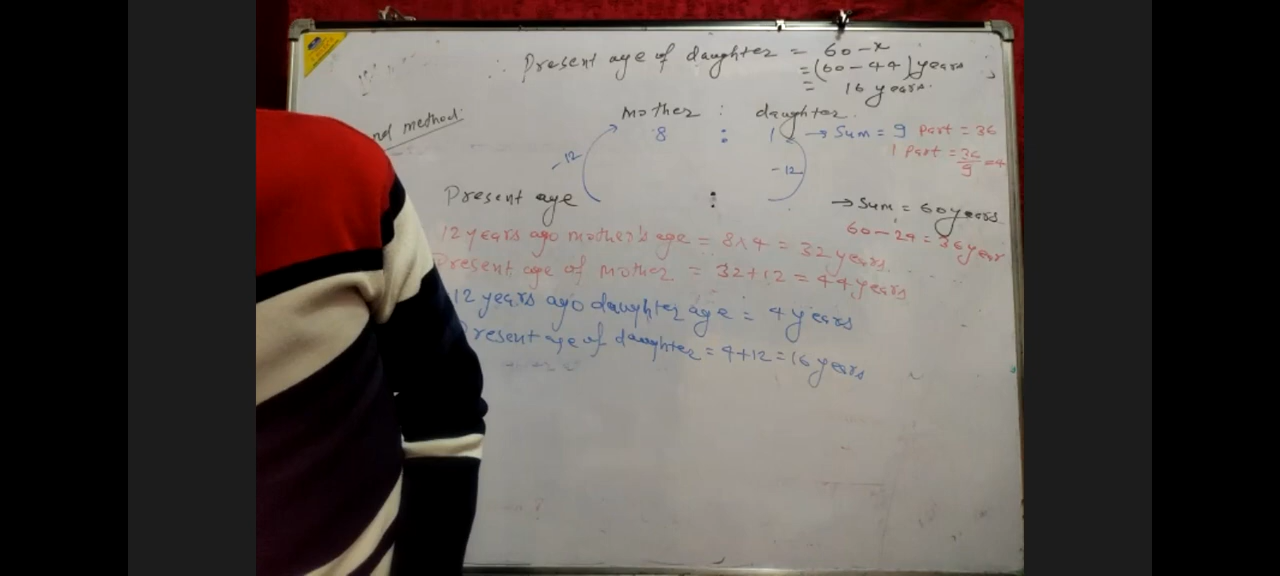 ∴ Present age of daughter = 60-x
= (60-44) years
= 16 years.
method:
mother : daughter
8 : 1 → Sum = 9 Part = 36
1 Part = 36/9 = 4
-12 -12
Present age : → Sum = 60 years
60-24 = 36 year
12 years ago mother's age = 8x4 = 32 years.
Present age of mother = 32+12 = 44 years
12 years ago daughter age = 4 years
Present age of daughter = 4+12 = 16 years